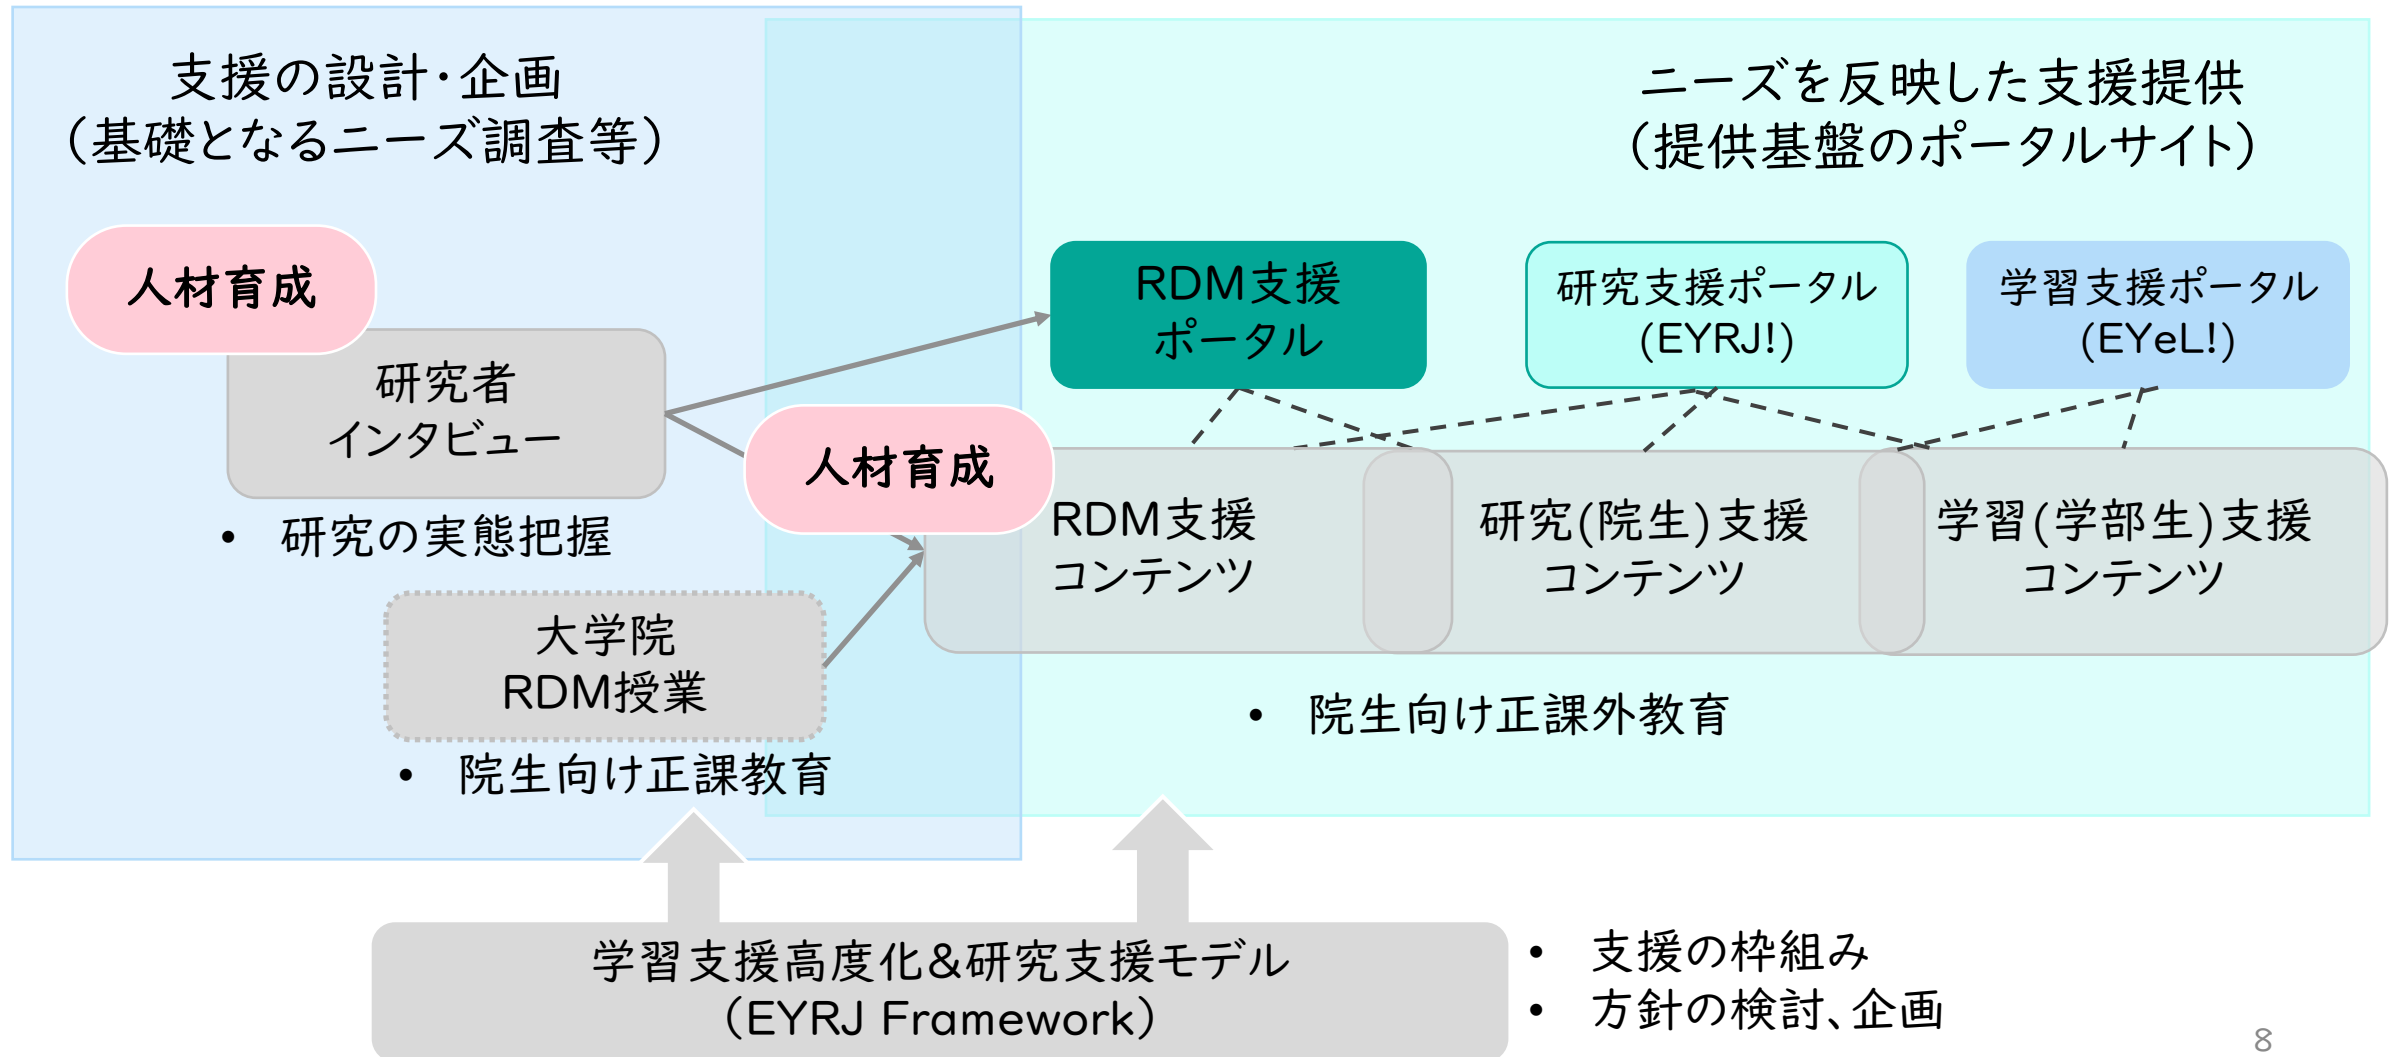 支援の設計・企画
（基礎となるニーズ調査等）
ニーズを反映した支援提供
（提供基盤のポータルサイト）
人材育成
研究者
インタビュー
• 研究の実態把握
大学院
RDM授業
• 院生向け正課教育
RDM支援
ポータル
研究支援ポータル
(EYRJ!)
学習支援ポータル
(EYeL!)
人材育成
RDM支援
コンテンツ
研究(院生)支援
コンテンツ
学習(学部生)支援
コンテンツ
• 院生向け正課外教育
学習支援高度化&研究支援モデル
（EYRJ Framework）
• 支援の枠組み
• 方針の検討、企画
8